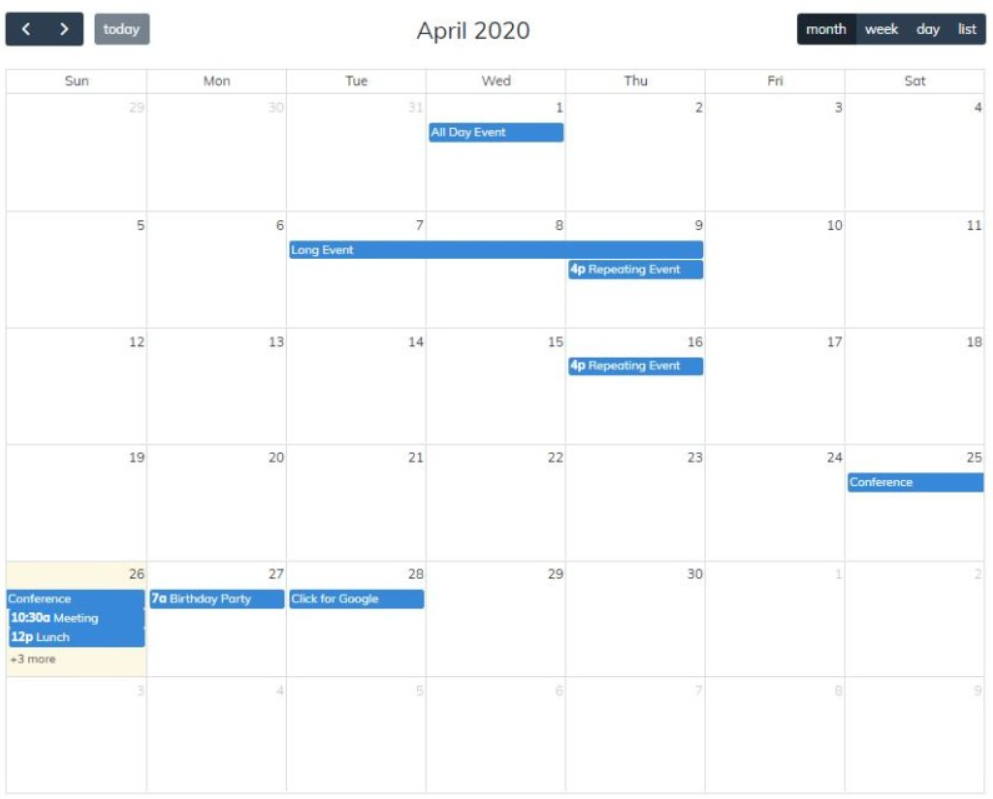 today
April 2020
month week day list
Sun Mon Tue Wed Thu Fri Sat
29 30 31 1 2 3 4
All Day Event
5 6 7 8 9 10 11
Long Event
4p Repeating Event
12 13 14 15 16 17 18
4p Repeating Event
19 20 21 22 23 24 25
Conference
26 27 28 29 30 1 2
Conference 7a Birthday Party Click for Google
10:30a Meeting
12p Lunch
+3 more
3 4 5 6 7 8 9